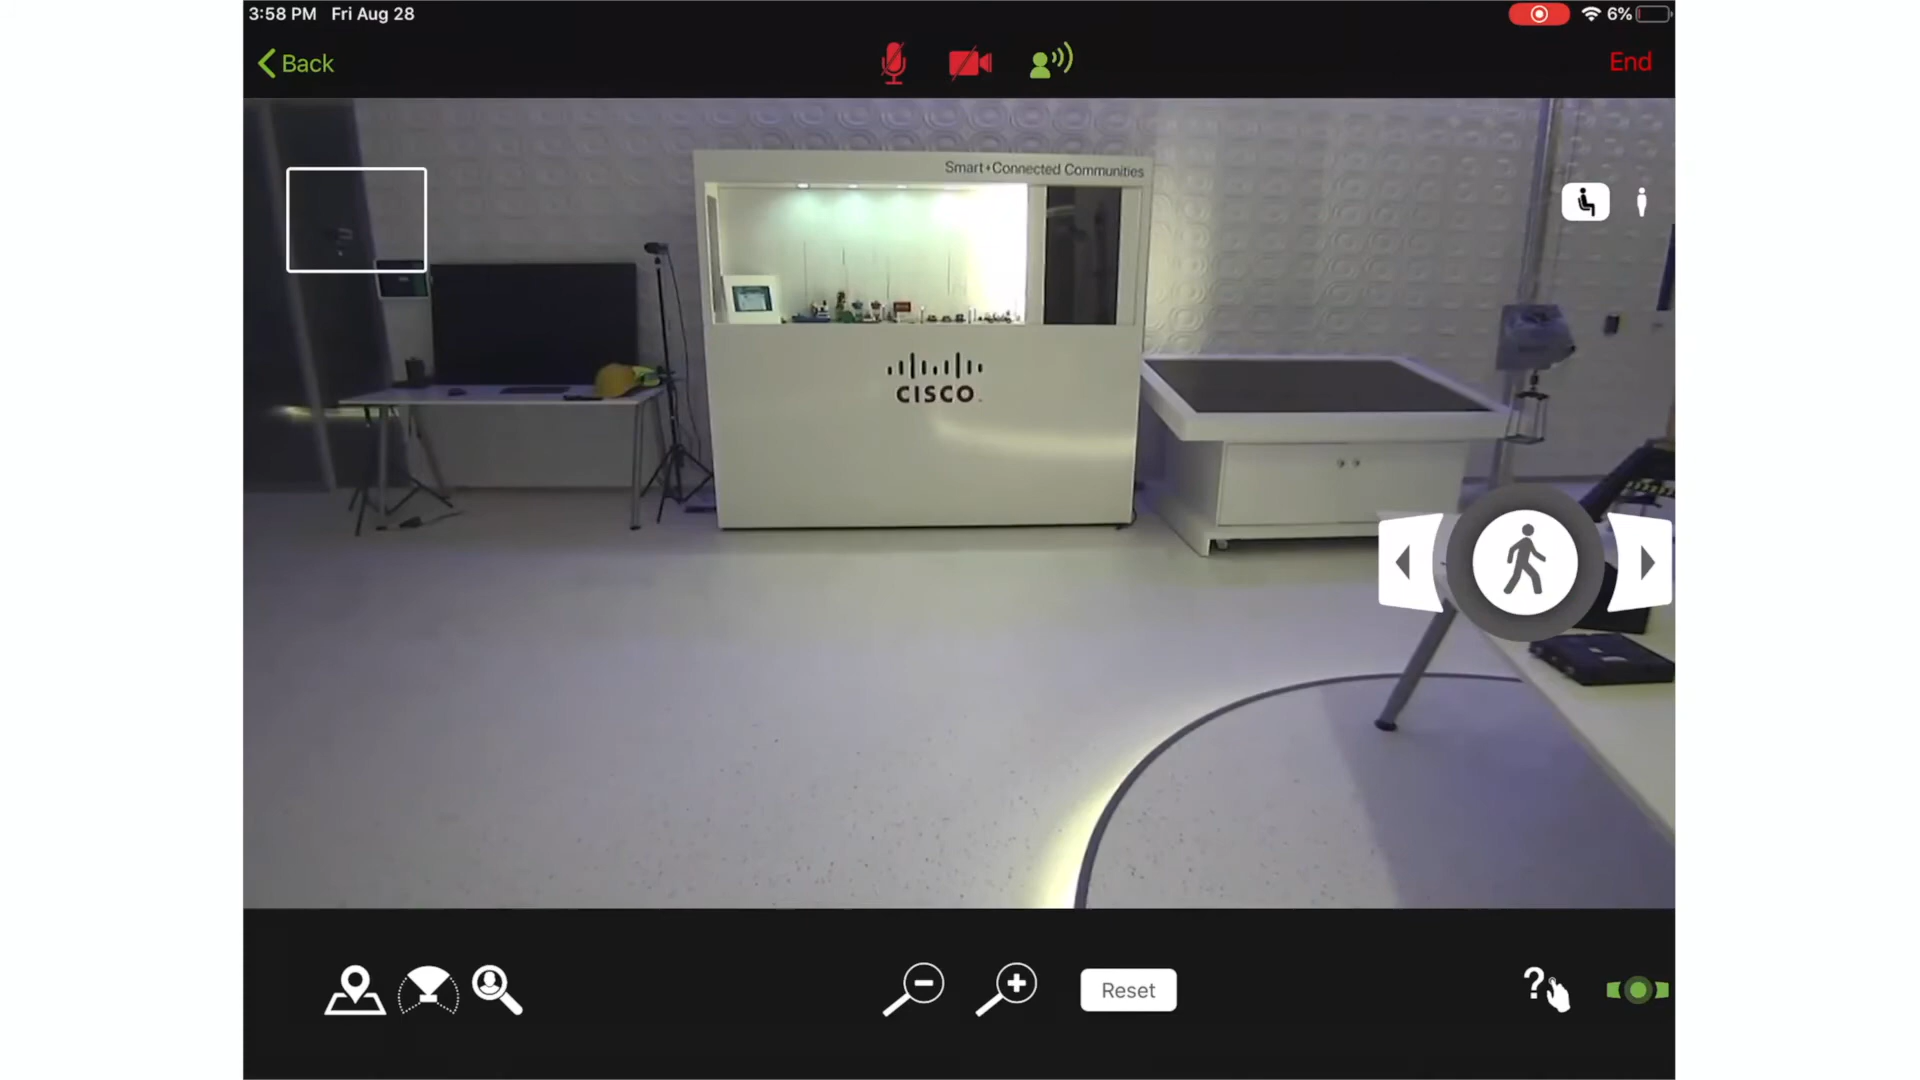 3:58 PM Fri Aug 28
6%
Back
End
Smart+Connected Communities
CISCO
Reset
?